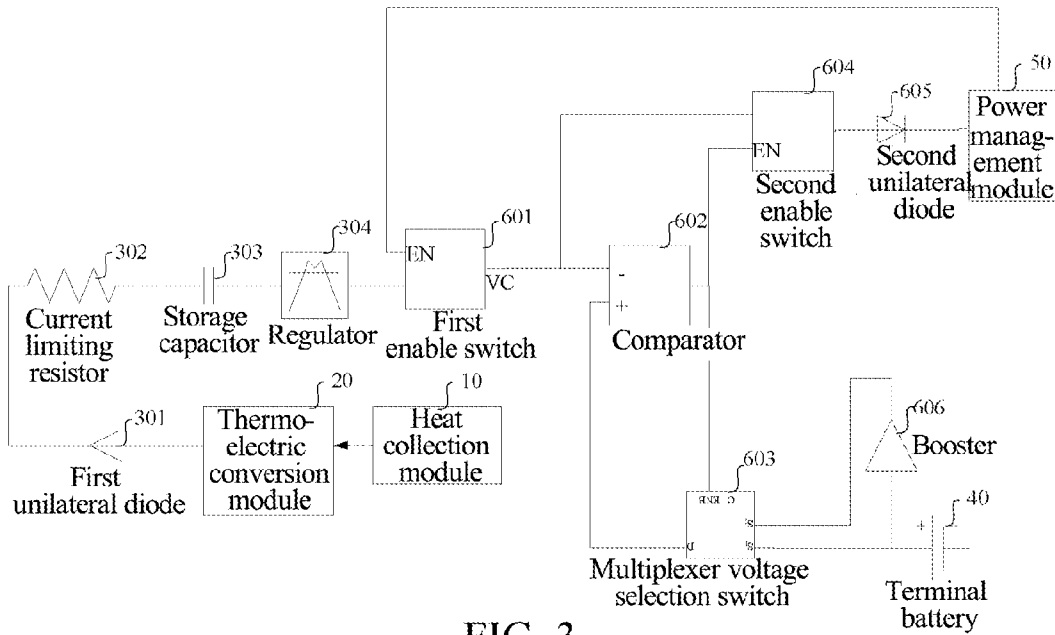 604
50
605
Power
manag-
ement
module
EN
Second
unilateral
diode
Second
enable
switch
601
602
304
EN
303
302
VC
-
+
Current
limiting
resistor
Storage
capacitor
Regulator
First
enable switch
Comparator
20
10
301
606
Thermo-
electric
conversion
module
Heat
collection
module
Booster
First
unilateral diode
603
40
+
-
D
Multiplexer voltage
selection switch
Terminal
battery
FIG. 3